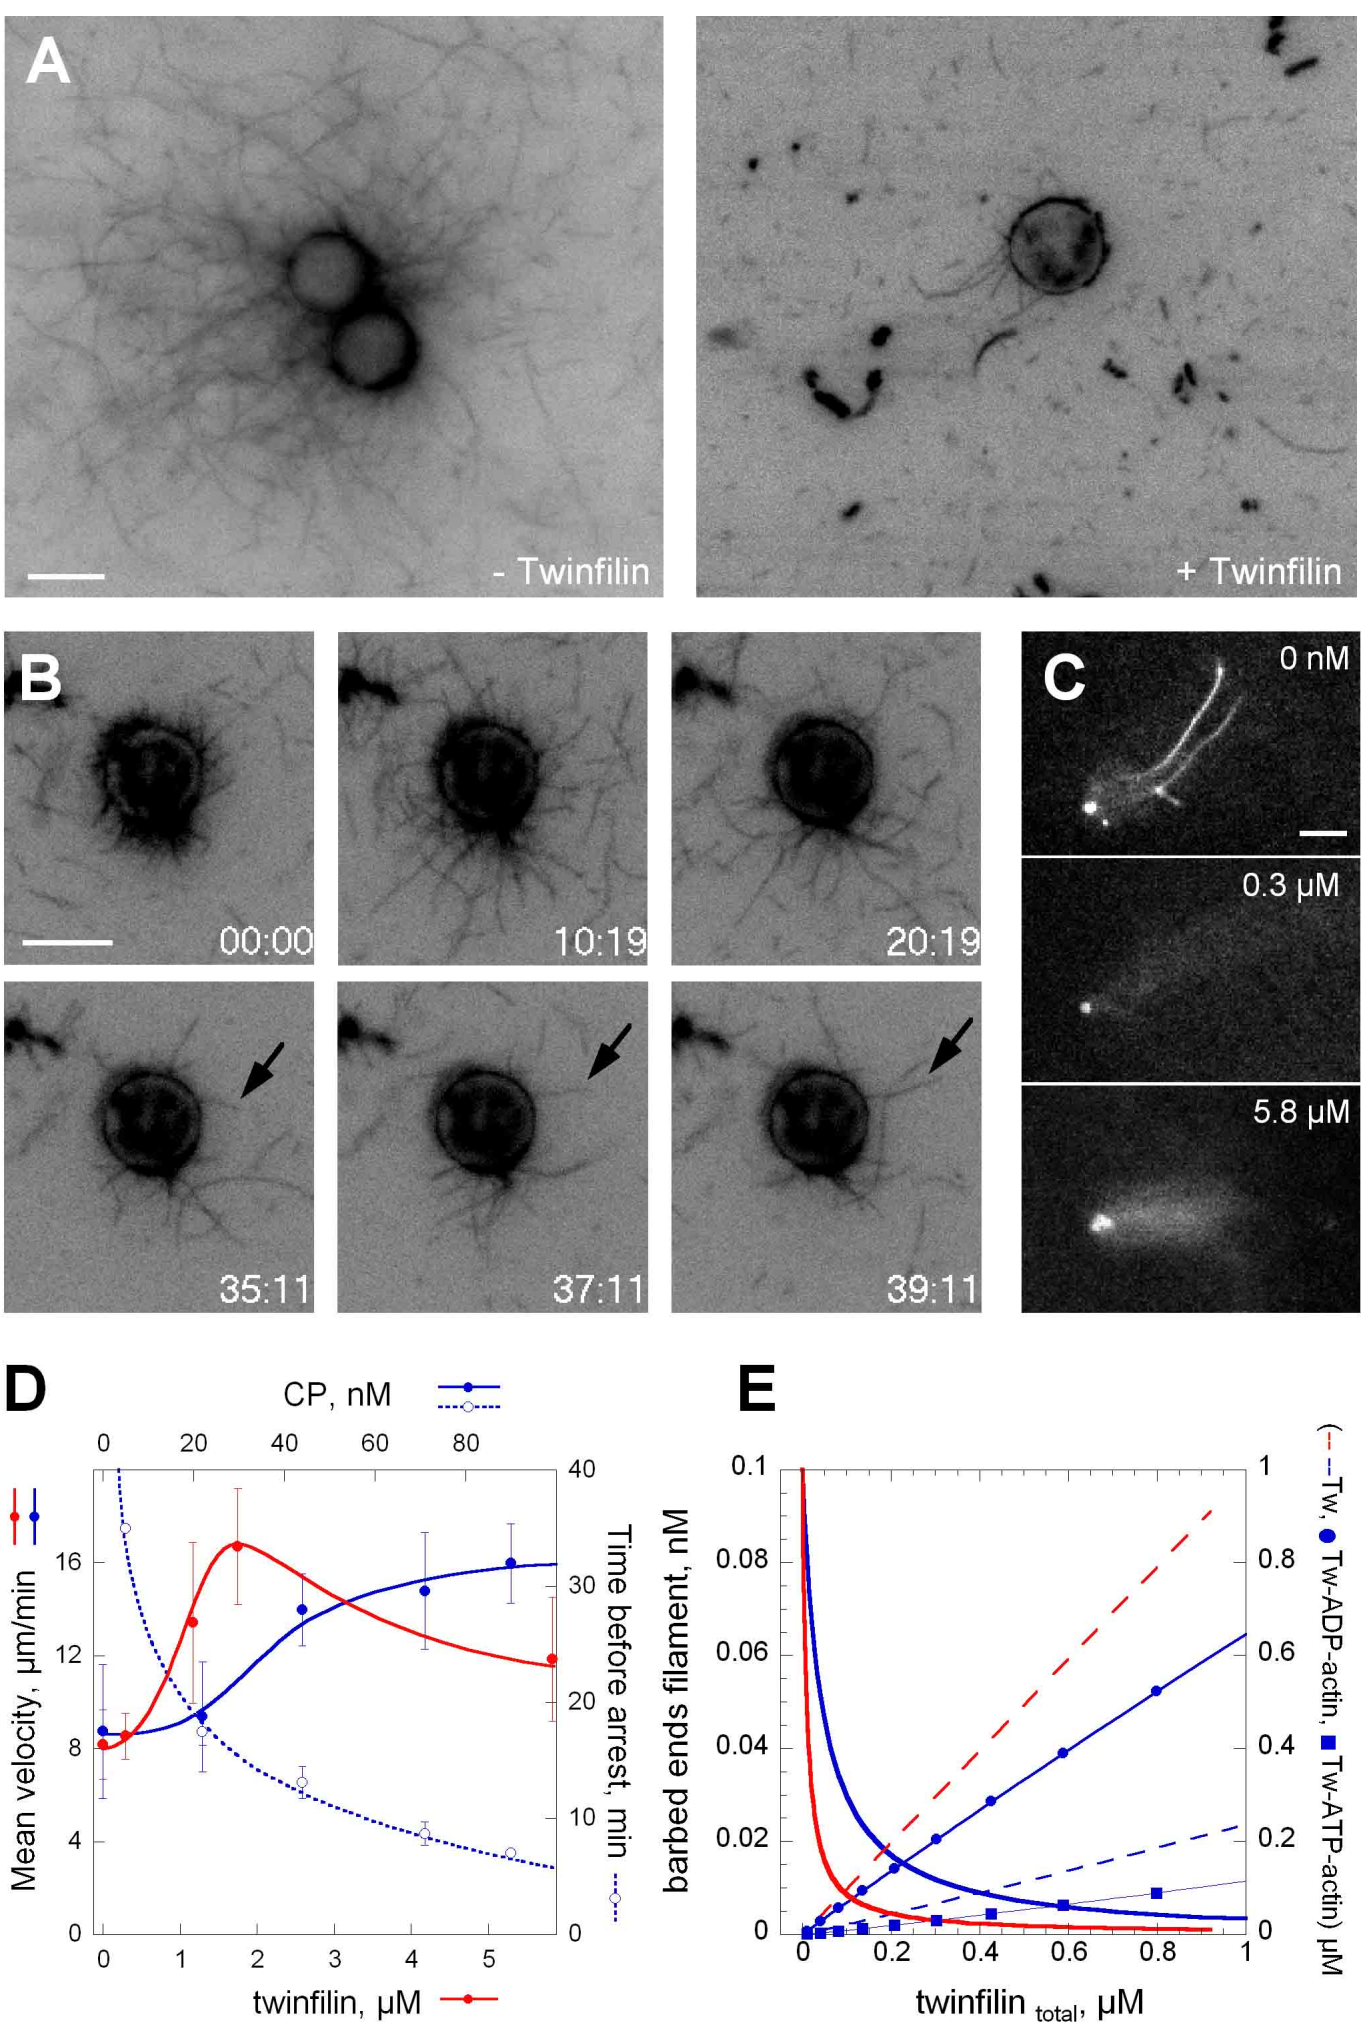 A
- Twinfilin
+ Twinfilin
B
00:00
10:19
20:19
35:11
37:11
39:11
C
0 nM
0.3 µM
5.8 µM
D
CP, nM
0 20 40 60 80
Mean velocity, µm/min
16
12
8
4
0
40
30
20
10
0
Time before arrest, min
0 1 2 3 4 5
twinfilin, µM
E
barbed ends filament, nM
0.1
0.08
0.06
0.04
0.02
0
1
0.8
0.6
0.4
0.2
0
(Tw, Tw-ADP-actin, Tw-ATP-actin) µM
0 0.2 0.4 0.6 0.8 1
twinfilin total, µM